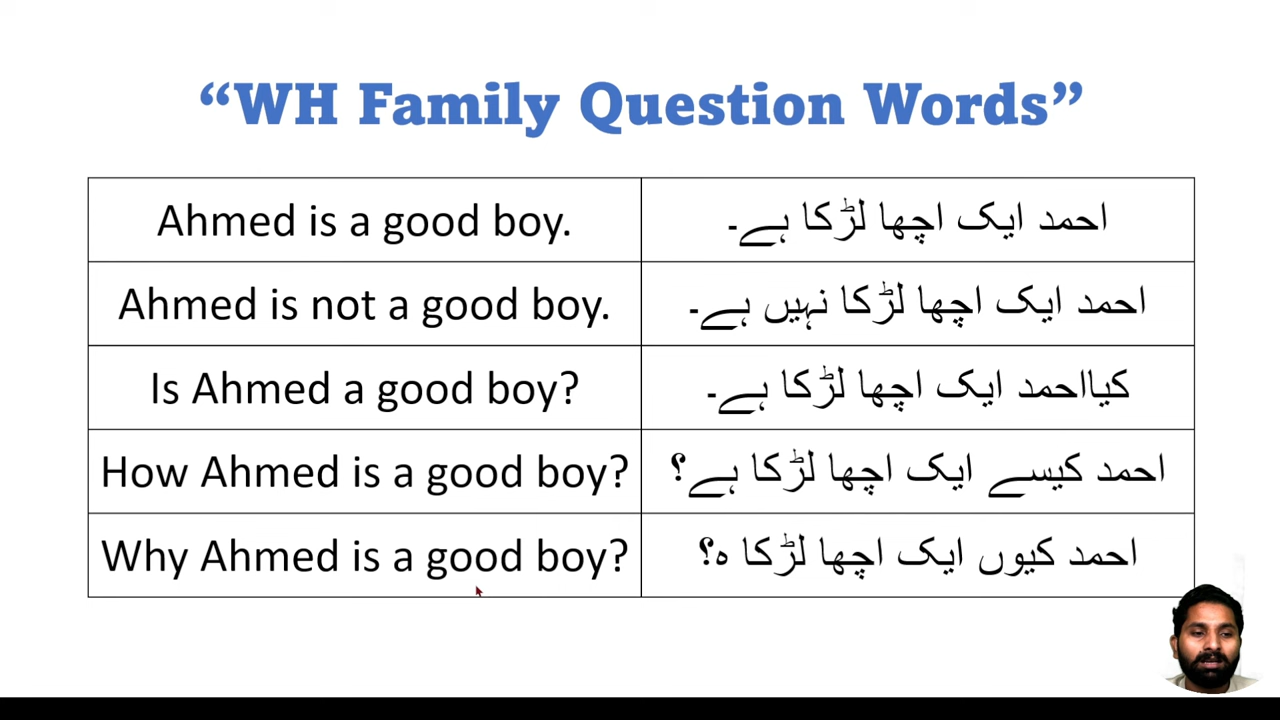 “WH Family Question Words”
Ahmed is a good boy.
احمد ایک اچھا لڑکا ہے۔
Ahmed is not a good boy.
احمد ایک اچھا لڑکا نہیں ہے۔
Is Ahmed a good boy?
کیااحمد ایک اچھا لڑکا ہے۔
How Ahmed is a good boy?
احمد کیسے ایک اچھا لڑکا ہے؟
Why Ahmed is a good boy?
احمد کیوں ایک اچھا لڑکا ہ؟